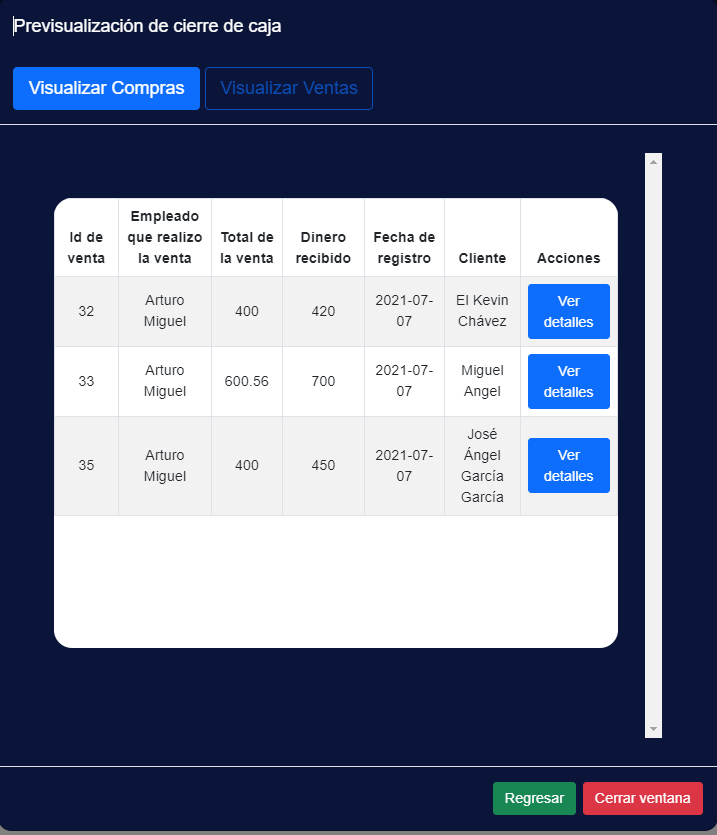 Previsualización de cierre de caja
Visualizar Compras Visualizar Ventas
Id de venta Empleado que realizo la venta Total de la venta Dinero recibido Fecha de registro Cliente Acciones
32 Arturo Miguel 400 420 2021-07-07 El Kevin Chávez Ver detalles
33 Arturo Miguel 600.56 700 2021-07-07 Miguel Angel Ver detalles
35 Arturo Miguel 400 450 2021-07-07 José Ángel García García Ver detalles
Regresar Cerrar ventana